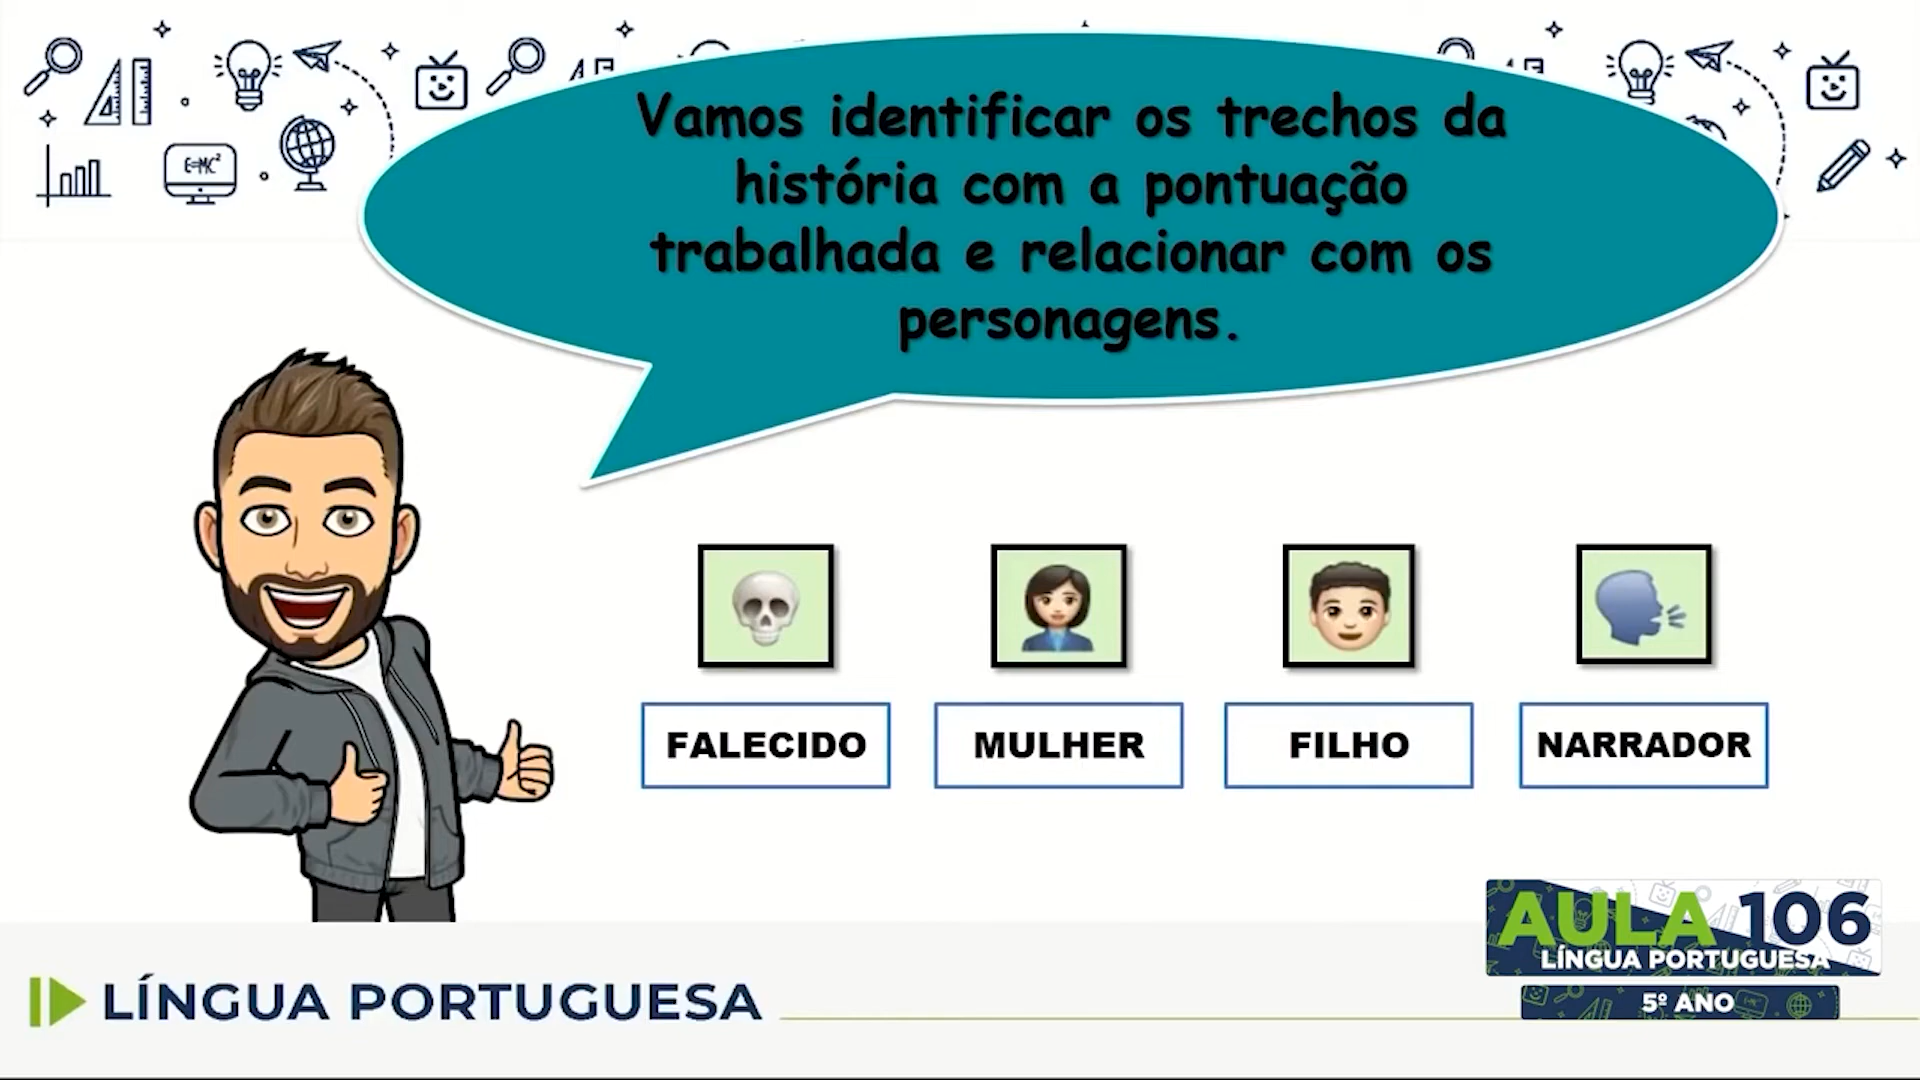 E=MC²
Vamos identificar os trechos da
história com a pontuação
trabalhada e relacionar com os
personagens.
FALECIDO
MULHER
FILHO
NARRADOR
AULA 106
LÍNGUA PORTUGUESA
5º ANO
LÍNGUA PORTUGUESA